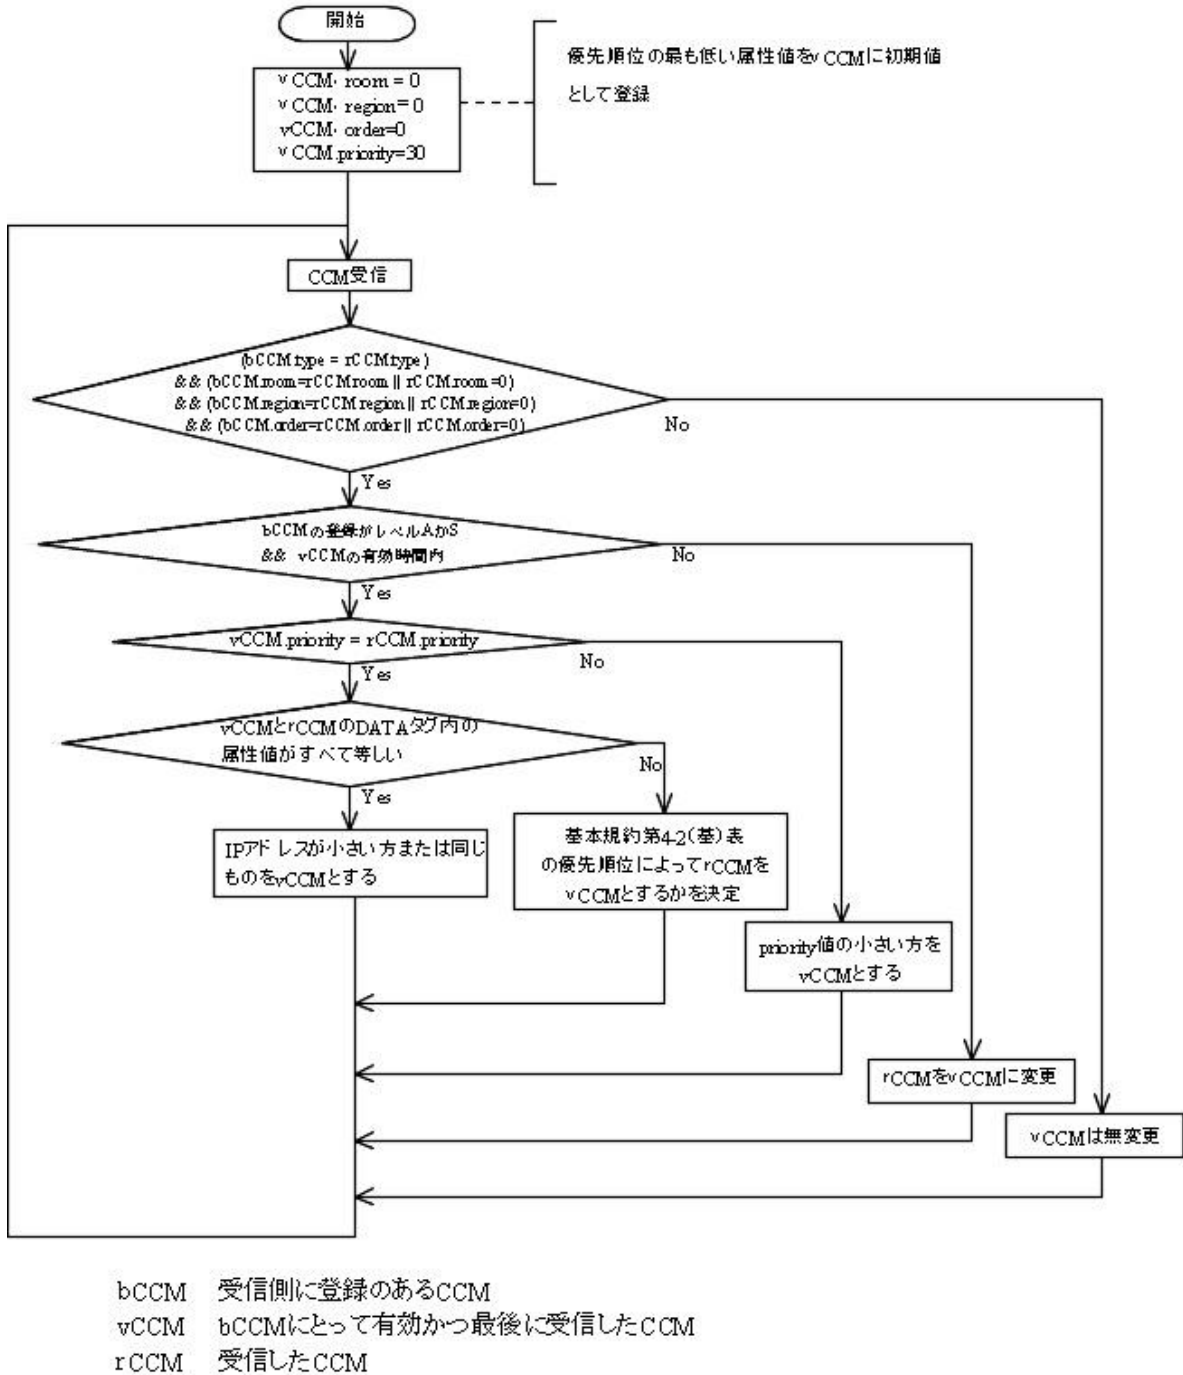 開始
優先順位の最も低い属性値をvCCMに初期値
として登録
vCCM. room = 0
vCCM. region=0
vCCM. order=0
vCCM.priority=30
CCM受信
(bCCM.type = rCCM.type)
&& (bCCM.room=rCCM.room || rCCM.room =0)
&& (bCCM.region=rCCM.region || rCCM.region=0)
&& (bCCM.order=rCCM.order || rCCM.order=0)
No
Yes
bCCMの登録がレベルAかS
&& vCCMの有効時間内
No
Yes
vCCM.priority = rCCM.priority
No
Yes
vCCMとrCCMのDATAタグ内の
属性値がすべて等しい
No
Yes
IPアドレスが小さい方または同じ
ものをvCCMとする
基本規約第4-2(基)表
の優先順位によってrCCMを
vCCMとするかを決定
priority値の小さい方を
vCCMとする
rCCMをvCCMに変更
vCCMは無変更
bCCM 受信側に登録のあるCCM
vCCM bCCMにとって有効かつ最後に受信したCCM
rCCM 受信したCCM